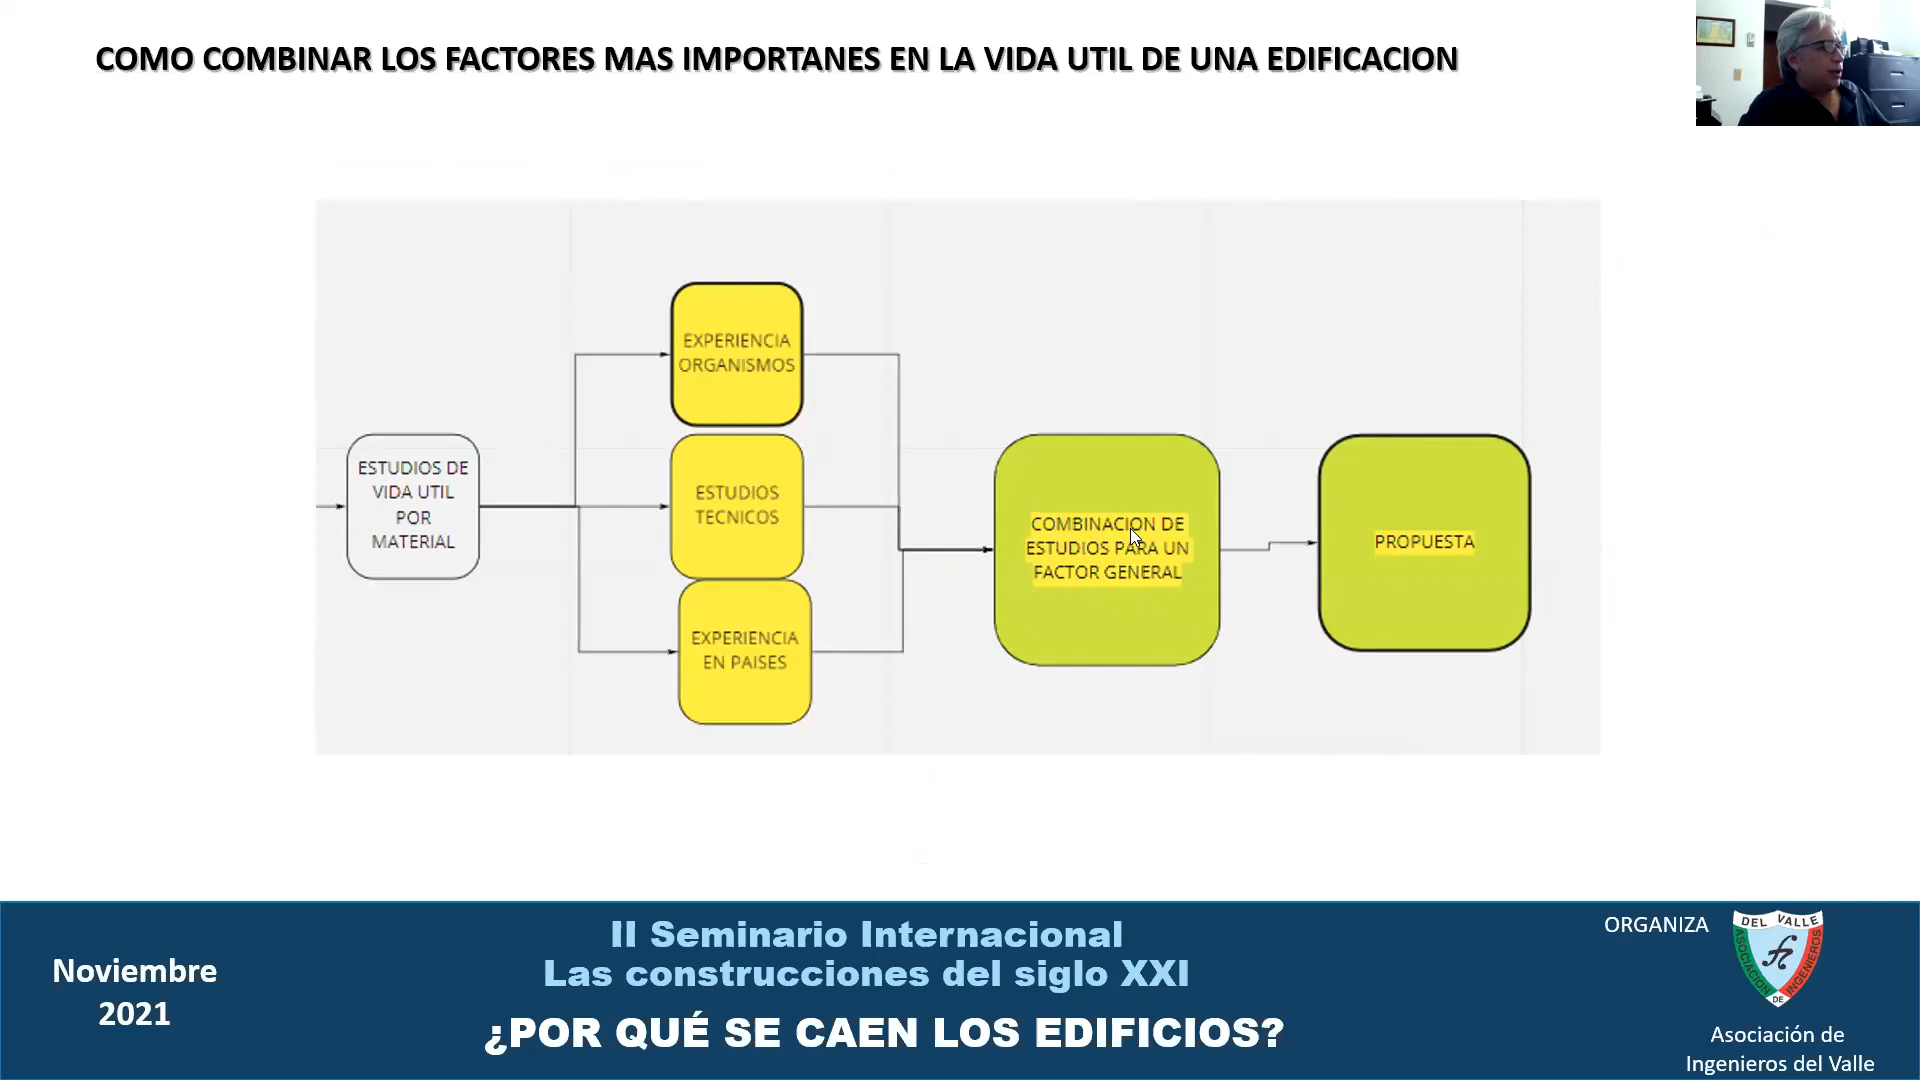 COMO COMBINAR LOS FACTORES MAS IMPORTANES EN LA VIDA UTIL DE UNA EDIFICACION
EXPERIENCIA
ORGANISMOS
ESTUDIOS DE
VIDA UTIL
POR
MATERIAL
ESTUDIOS
TECNICOS
EXPERIENCIA
EN PAISES
COMBINACION DE
ESTUDIOS PARA UN
FACTOR GENERAL
PROPUESTA
Noviembre
2021
II Seminario Internacional
Las construcciones del siglo XXI
¿POR QUÉ SE CAEN LOS EDIFICIOS?
ORGANIZA
DEL VALLE
ASOCIACION
DE
INGENIEROS
Asociación de
Ingenieros del Valle